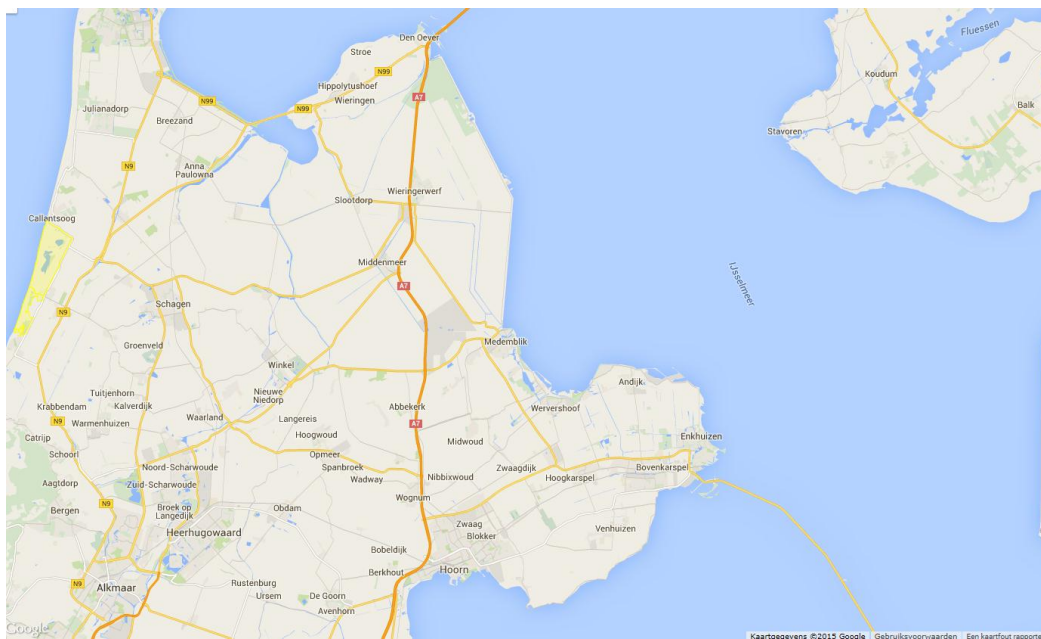 Den Oever
Stroe
Fluessen
Koudum
N99
Hippolytushoef
Wieringen
A7
N99
N99
Julianadorp
Breezand
Balk
Stavoren
N9
Anna
Paulowna
Wieringerwerf
Slootdorp
Callantsoog
Middenmeer
IJsselmeer
A7
Schagen
N9
Groenveld
Medemblik
Winkel
Andijk
Tuitjenhorn
Nieuwe
Niedorp
Krabbendam
Kalverdijk
Abbekerk
Wervershoof
Waarland
Langereis
N9
Warmenhuizen
A7
Catrijp
Hoogwoud
Midwoud
Enkhuizen
Schoorl
Opmeer
Noord-Scharwoude
Spanbroek
Zwaagdijk
Bovenkarspel
Aagtdorp
Zuid-Scharwoude
Wadway
Nibbixwoud
Hoogkarspel
Wognum
N9
Bergen
Broek op
Langedijk
Obdam
Heerhugowaard
Zwaag
Blokker
Venhuizen
Bobeldijk
Berkhout
Hoorn
N9
Alkmaar
Rustenburg
Ursem
De Goorn
Avenhorn
Google
Kaartgegevens ©2015 Google
Gebruiksvoorwaarden
Een kaartfout rapporte